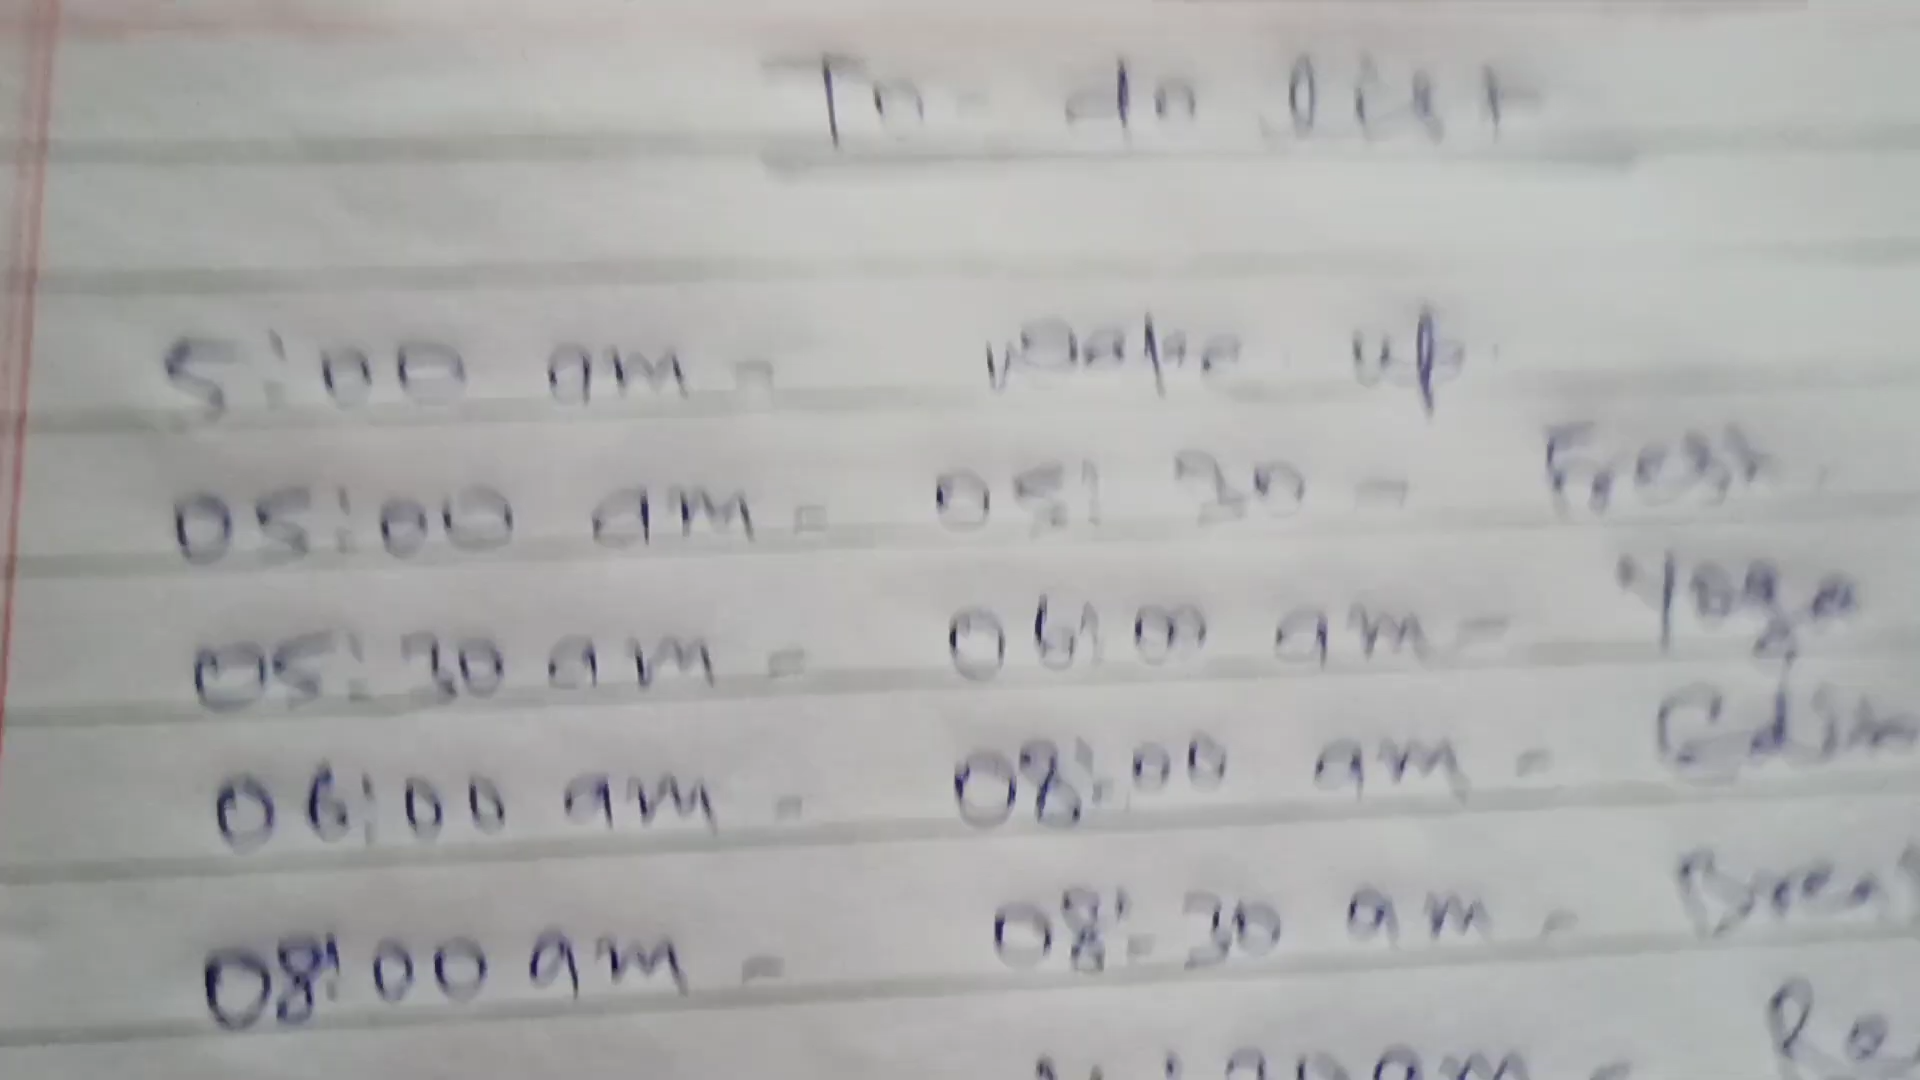 To- do list
5:00 am - wake up.
05:00 am - 05:30 - Fresh.
05:30 am - 06:00 am - Yoga
06:00 am - 08:00 am -
08:00 am - 08:30 am -